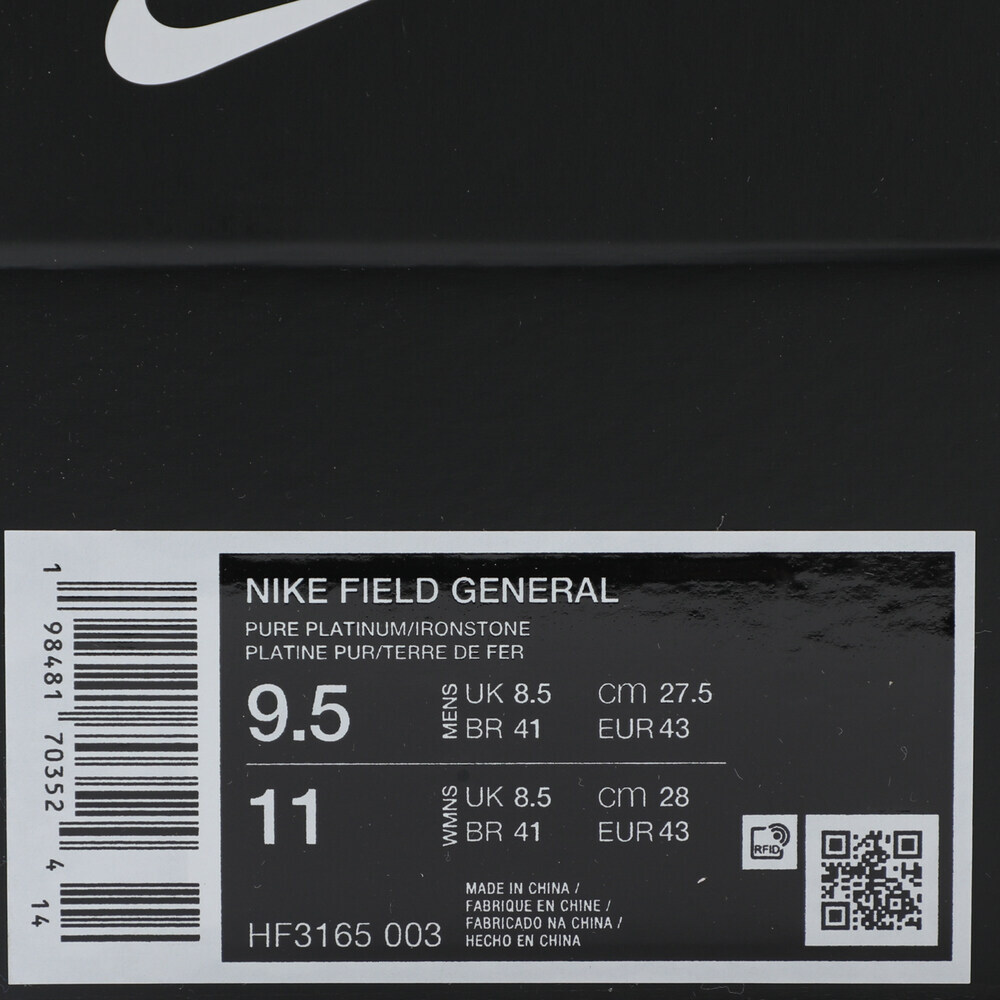 NIKE FIELD GENERAL
PURE PLATINUM/IRONSTONE
PLATINE PUR/TERRE DE FER
9.5 MENS UK 8.5 cm 27.5
BR 41 EUR 43
11 WMNS UK 8.5 cm 28
BR 41 EUR 43
RFID
MADE IN CHINA /
FABRIQUE EN CHINE /
FABRICADO NA CHINA /
HECHO EN CHINA
HF3165 003
1 98481 70352 4 14